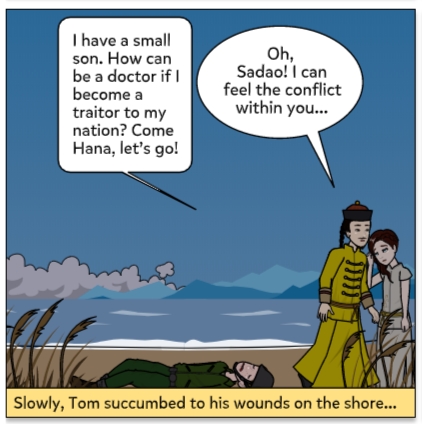 I have a small
son. How can
be a doctor if I
become a
traitor to my
nation? Come
Hana, let's go!
Oh,
Sadao! I can
feel the conflict
within you...
Slowly, Tom succumbed to his wounds on the shore...